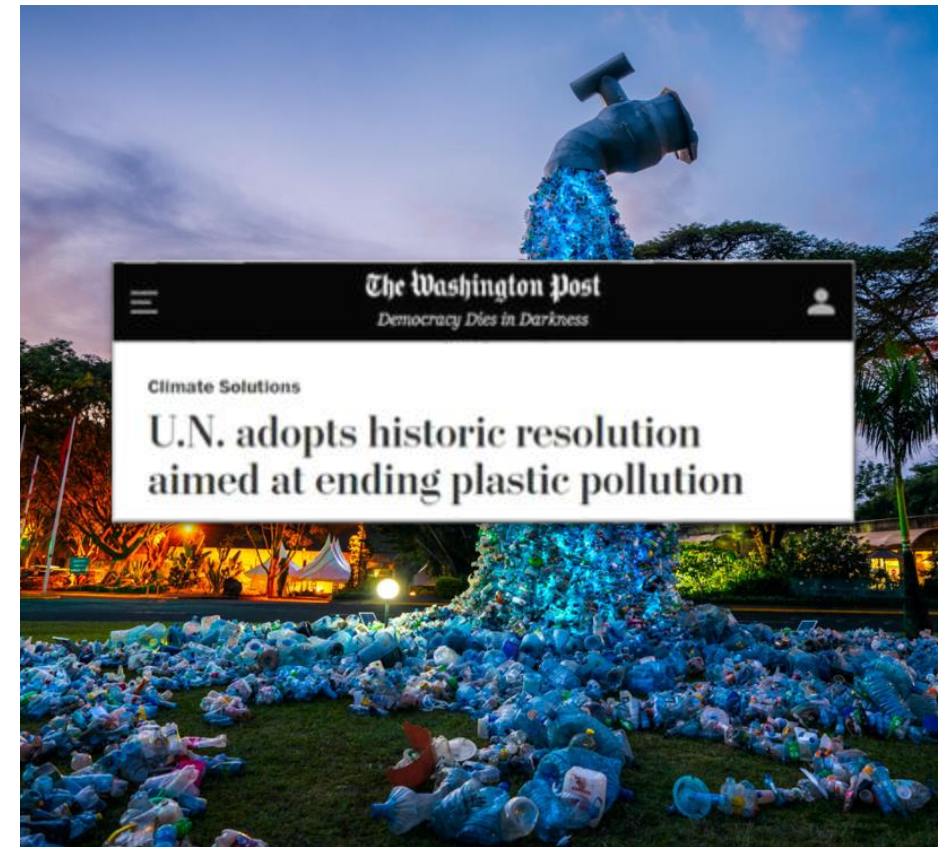 The Washington Post
Democracy Dies in Darkness
Climate Solutions
U.N. adopts historic resolution
aimed at ending plastic pollution